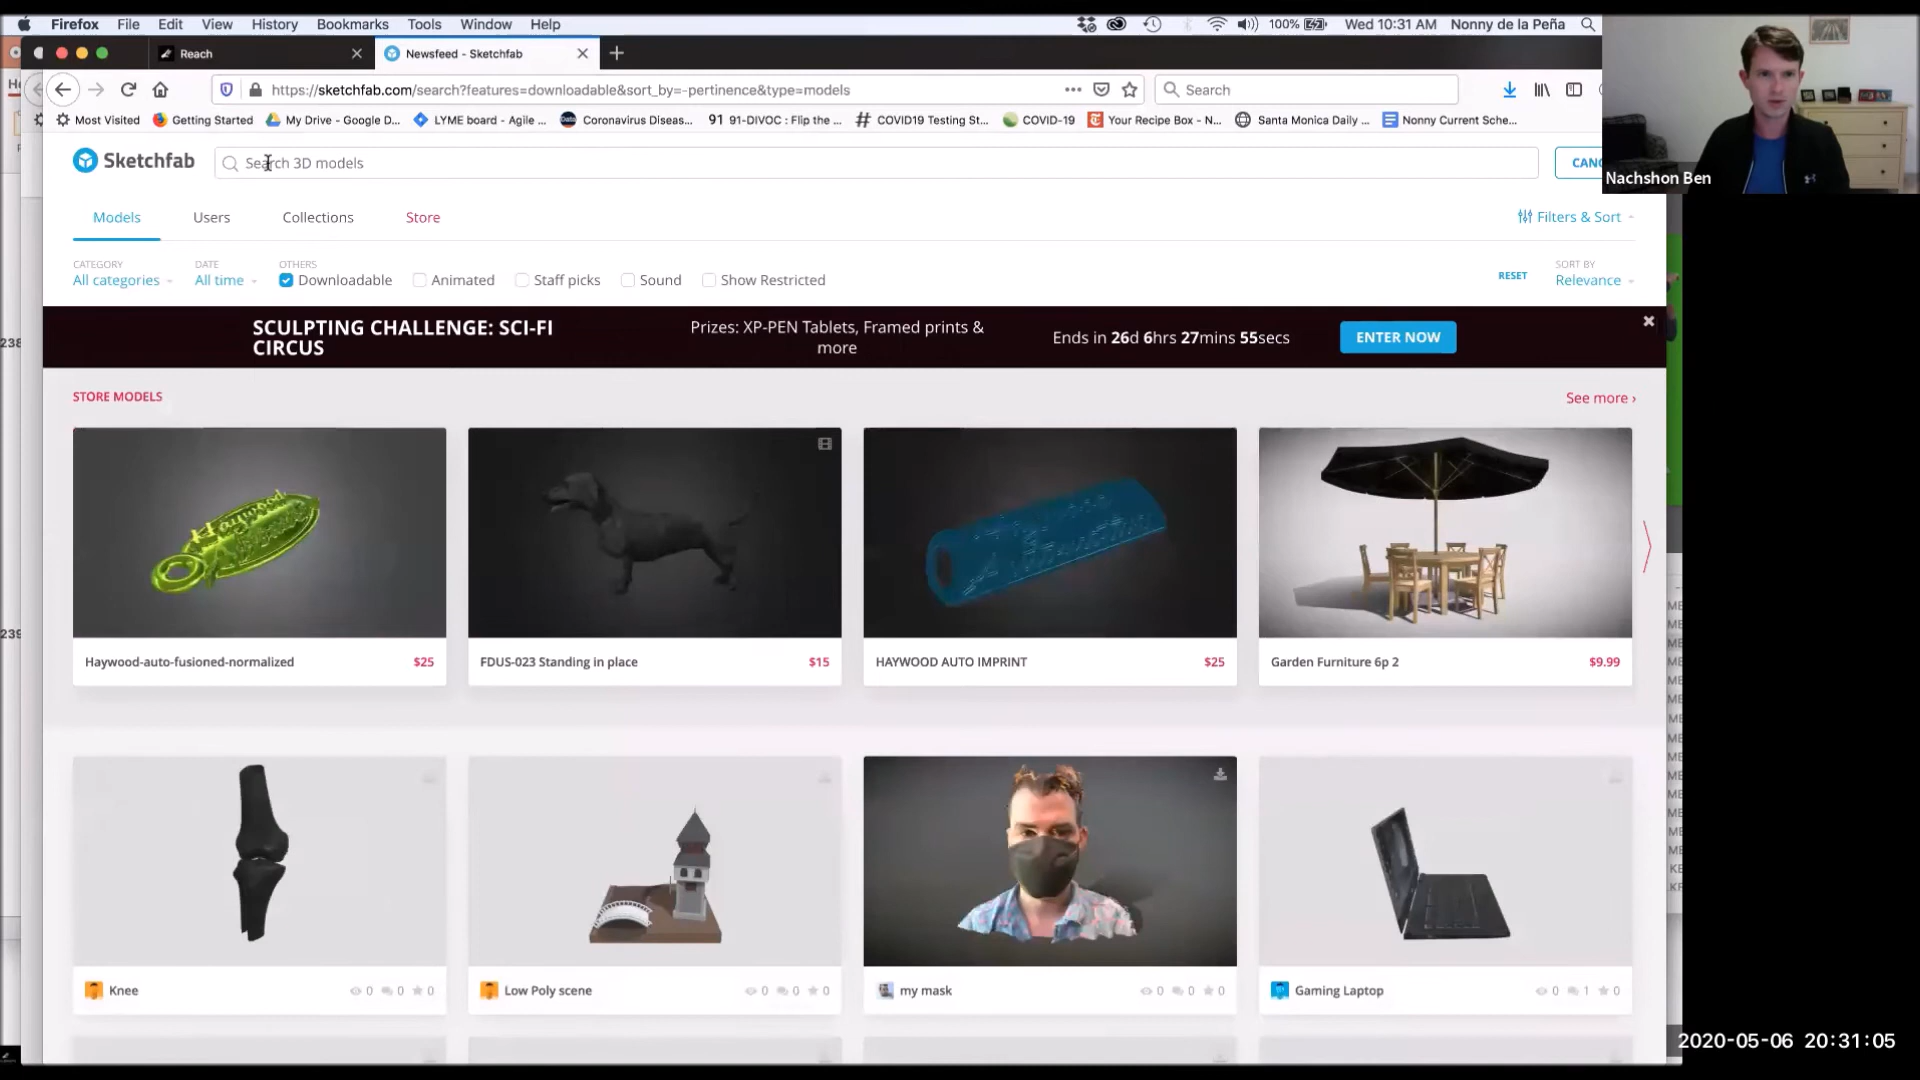 Firefox File Edit View History Bookmarks Tools Window Help 100% Wed 10:31 AM Nonny de la Peña
Reach Newsfeed - Sketchfab
https://sketchfab.com/search?features=downloadable&sort_by=-pertinence&type=models Search
Most Visited Getting Started My Drive - Google D... LYME board - Agile ... Coronavirus Diseas... 91-DIVOC : Flip the ... COVID19 Testing St... COVID-19 Your Recipe Box - N... Santa Monica Daily ... Nonny Current Sche...
Sketchfab Search 3D models CANC
Nachshon Ben
Models Users Collections Store Filters & Sort
CATEGORY DATE OTHERS SORT BY
All categories All time Downloadable Animated Staff picks Sound Show Restricted RESET Relevance
SCULPTING CHALLENGE: SCI-FI
CIRCUS
Prizes: XP-PEN Tablets, Framed prints &
more
Ends in 26d 6hrs 27mins 55secs
ENTER NOW
STORE MODELS See more ›
Haywood-auto-fusioned-normalized $25
FDUS-023 Standing in place $15
HAYWOOD AUTO IMPRINT $25
Garden Furniture 6p 2 $9.99
Knee 0 0 0
Low Poly scene 0 0 0
my mask 0 0 0
Gaming Laptop 0 1 0
238
239
2020-05-06 20:31:05